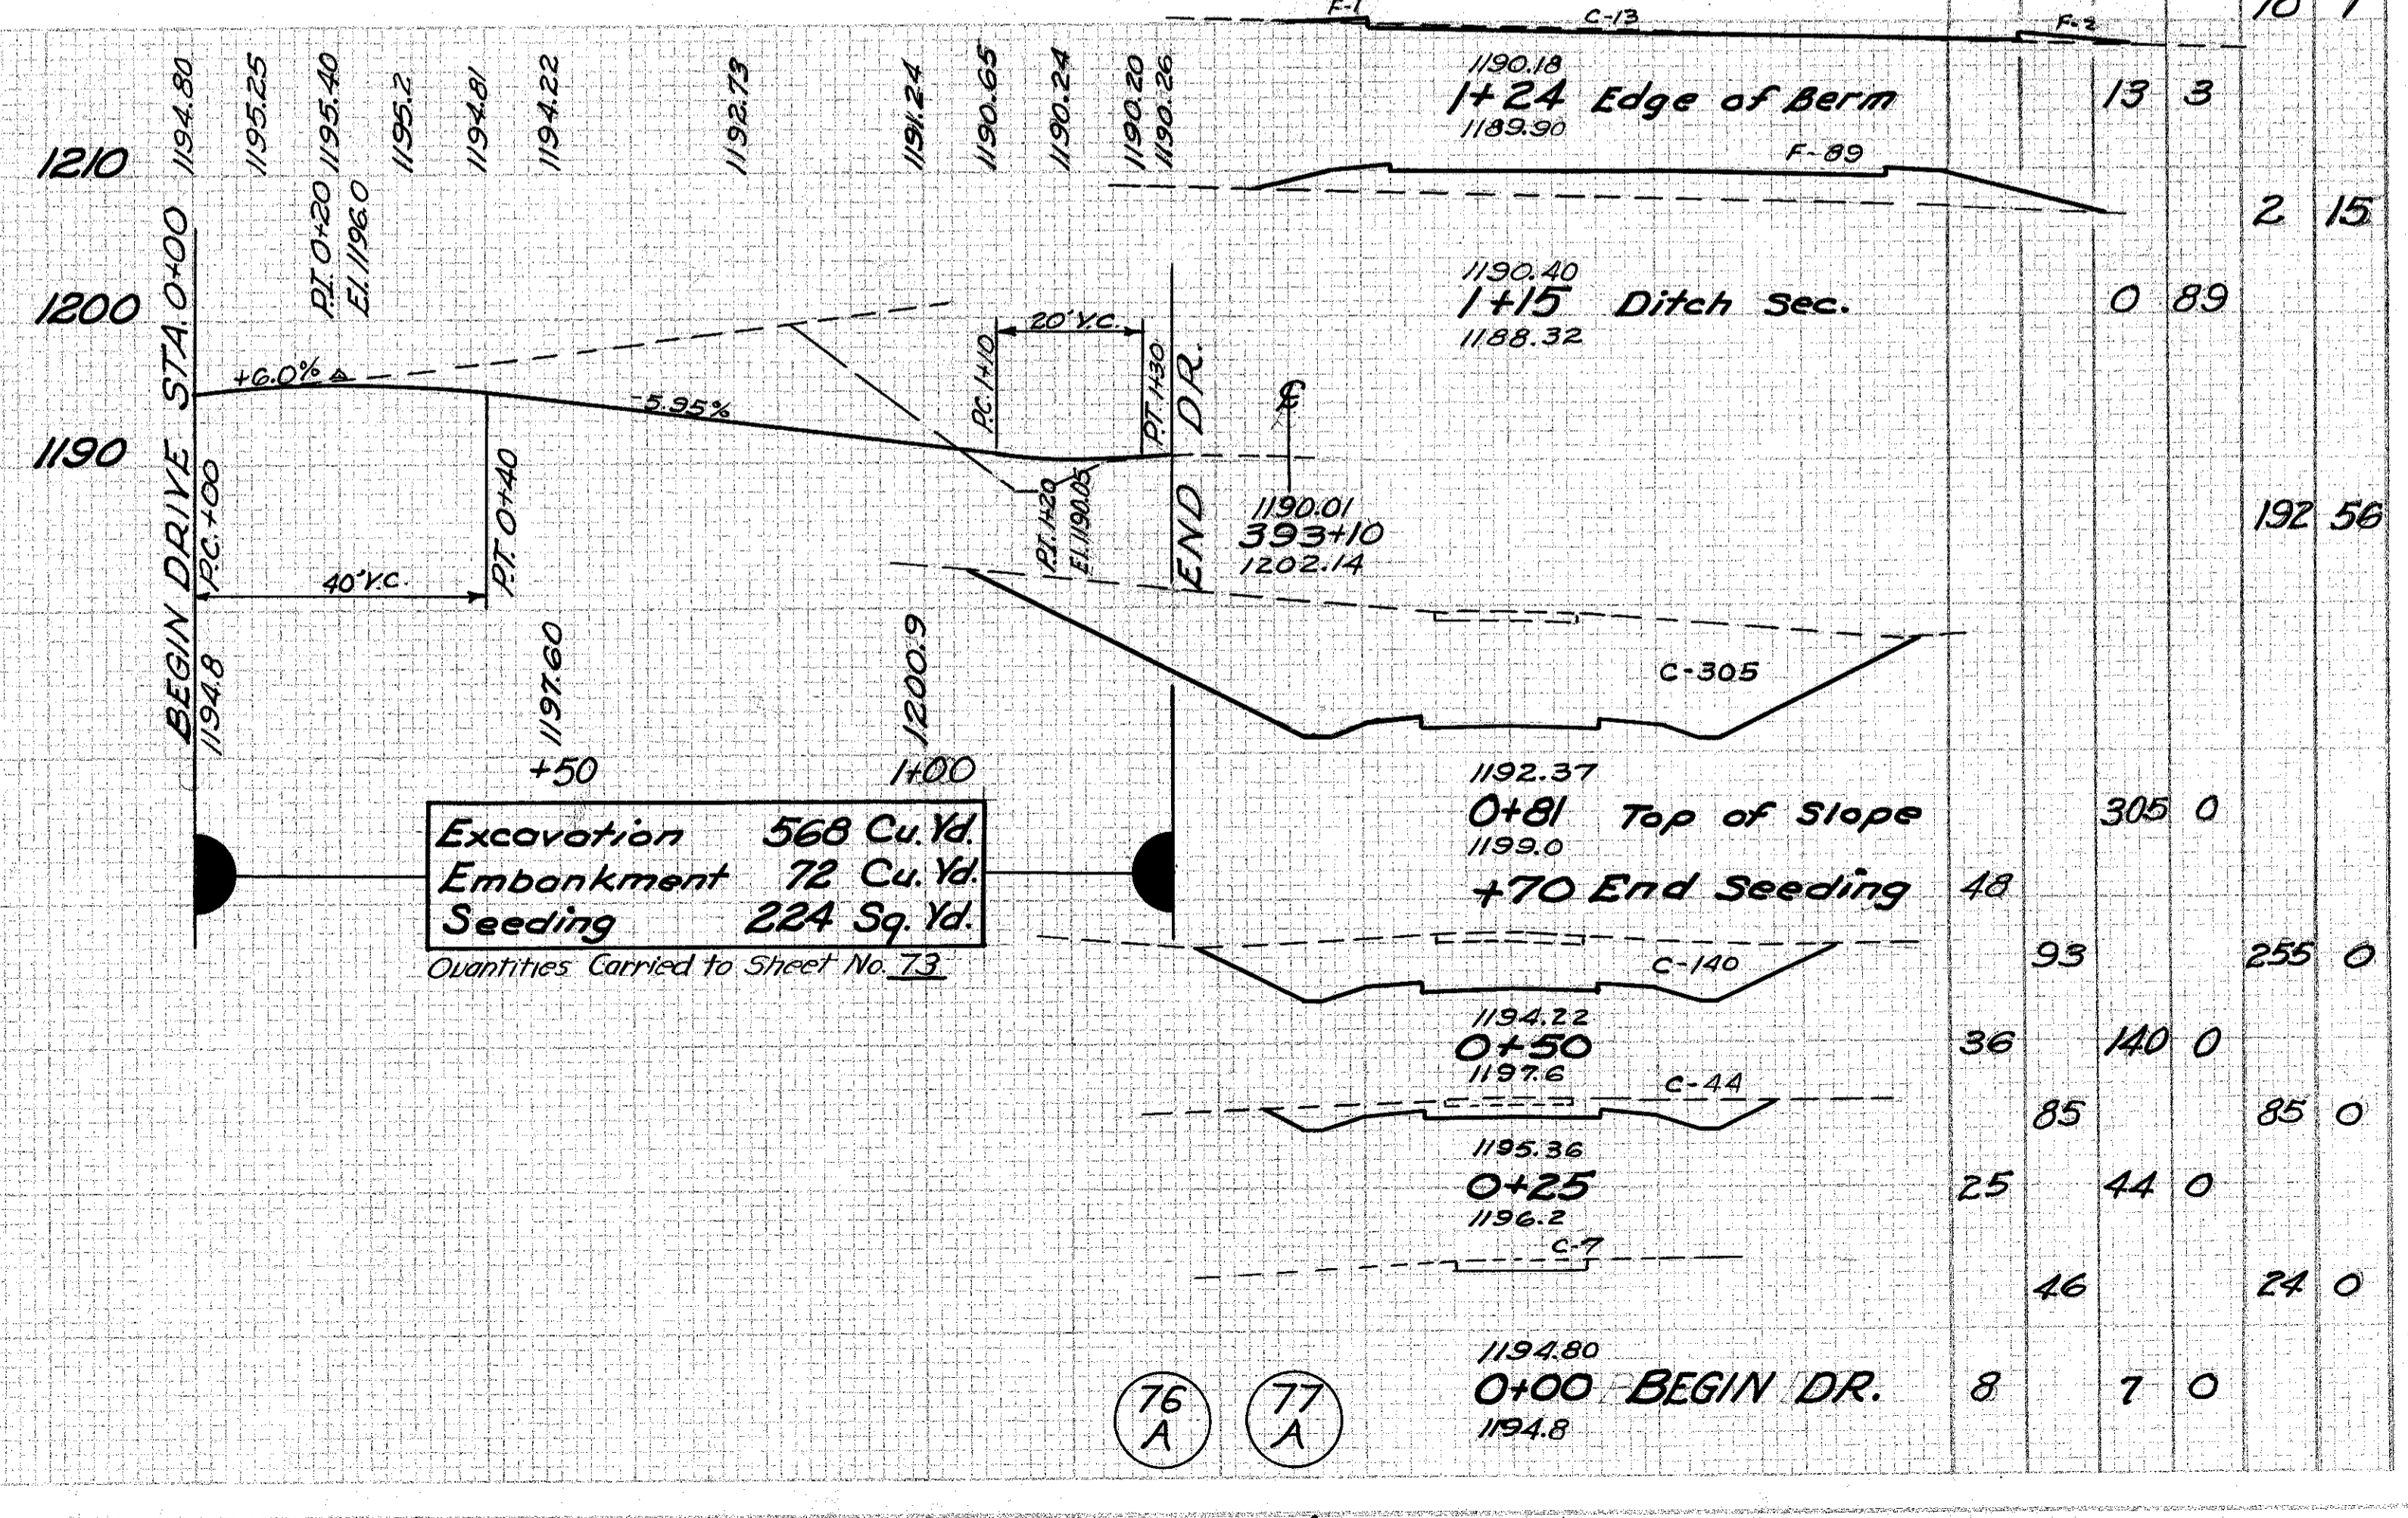 F-1 C-13 F-2
1194.80 1195.25 1195.40 1195.2 1194.81 1194.22 1192.73 1191.24 1190.65 1190.24 1190.20 1190.26
1210
1200
1190
P.I. 0+20
El. 1196.0
BEGIN DRIVE STA. 0+00
P.C. +00
1194.8
+6.0%
-5.95%
40' V.C.
P.T. 0+40
P.C. 1+10
20' V.C.
P.T. 1+30
P.I. 1+20
El. 1190.05
END DR.
℄
1190.01
393+10
1202.14
1197.60
1200.9
+50 1+00
Excavation 568 Cu. Yd.
Embankment 72 Cu. Yd.
Seeding 224 Sq. Yd.
Quantities Carried to Sheet No. 73
1190.18
1+24 Edge of Berm 13 3
1189.90
F-89
2 15
1190.40
1+15 Ditch Sec. 0 89
1188.32
192 56
C-305
1192.37
0+81 Top of Slope 305 0
1199.0
+70 End Seeding 48
93 255 0
C-140
1194.22
0+50 36 140 0
1197.6
C-44
85 85 0
1195.36
0+25 25 44 0
1196.2
C-7
46 24 0
1194.80
0+00 BEGIN DR. 8 7 0
1194.8
76
A
77
A